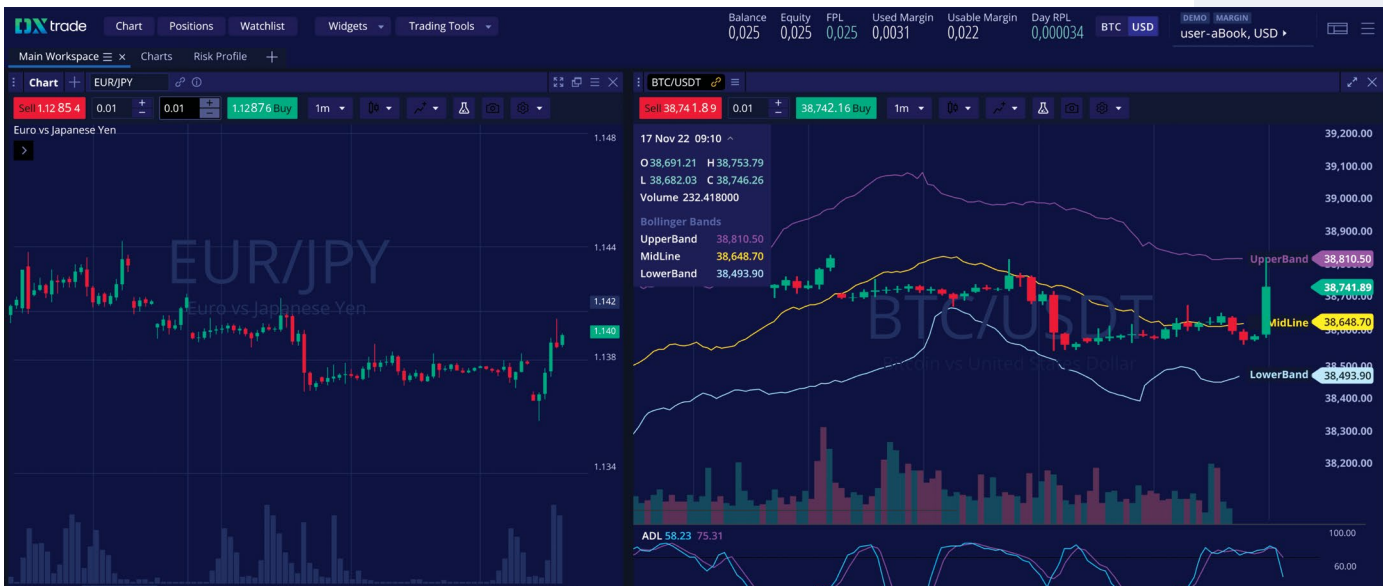 DXtrade Chart Positions Watchlist Widgets Trading Tools
Balance Equity FPL Used Margin Usable Margin Day RPL
0,025 0,025 0,025 0,0031 0,022 0,000034
BTC USD
DEMO MARGIN
user-aBook, USD
Main Workspace Charts Risk Profile
Chart EUR/JPY
Sell 1.12 85 4 0.01 0.01 1.12876 Buy 1m
Euro vs Japanese Yen
EUR/JPY
Euro vs Japanese Yen
1.148
1.144
1.142
1.140
1.138
1.134
BTC/USDT
Sell 38,741.89 0.01 38,742.16 Buy 1m
17 Nov 22 09:10
O 38,691.21 H 38,753.79
L 38,682.03 C 38,746.26
Volume 232.418000
Bollinger Bands
UpperBand 38,810.50
MidLine 38,648.70
LowerBand 38,493.90
BTC/USDT
Bitcoin vs United States Dollar
39,200.00
39,100.00
39,000.00
38,900.00
UpperBand 38,810.50
38,741.89
38,700.00
MidLine 38,648.70
38,600.00
38,500.00
LowerBand 38,493.90
38,400.00
38,300.00
38,200.00
ADL 58.23 75.31
100.00
60.00